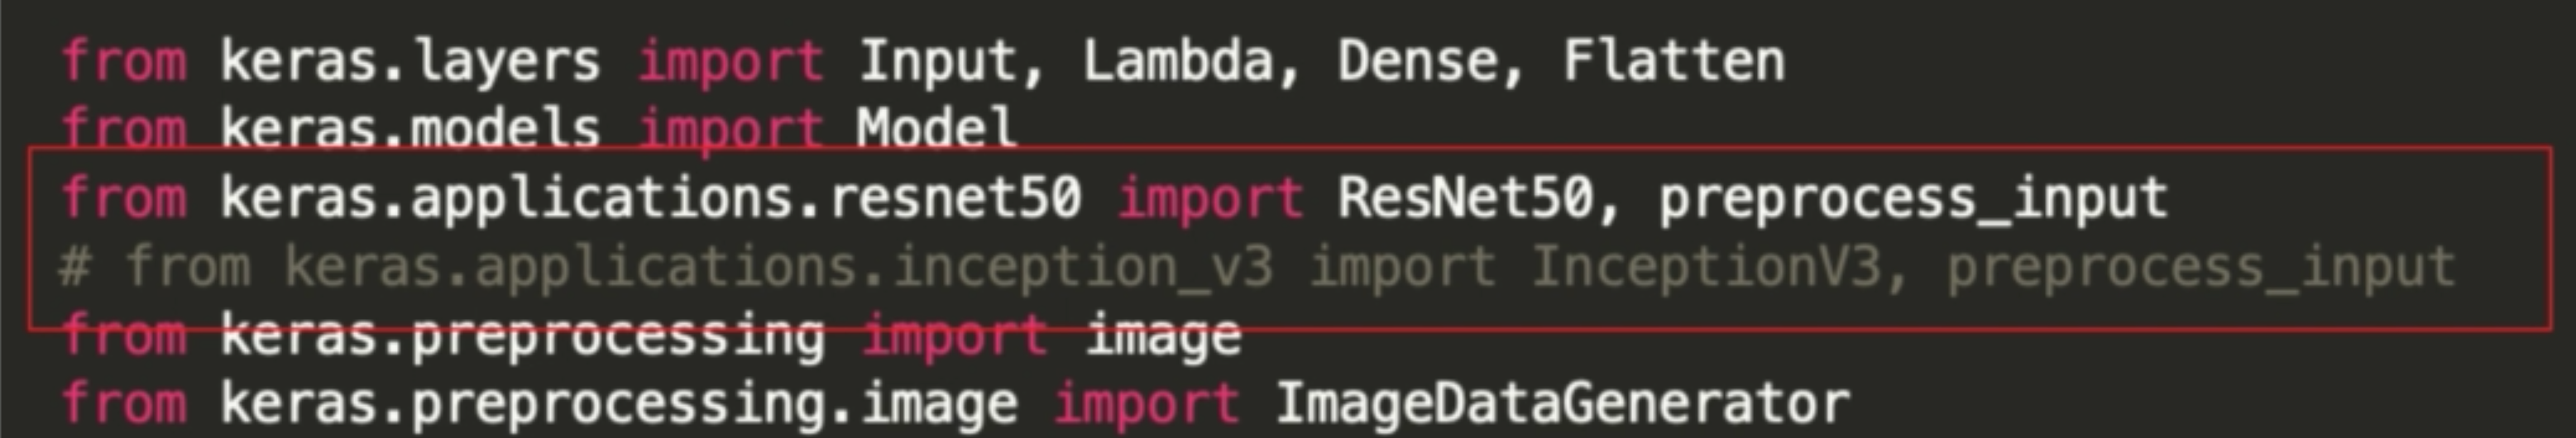 from keras.layers import Input, Lambda, Dense, Flatten
from keras.models import Model
from keras.applications.resnet50 import ResNet50, preprocess_input
# from keras.applications.inception_v3 import InceptionV3, preprocess_input
from keras.preprocessing import image
from keras.preprocessing.image import ImageDataGenerator